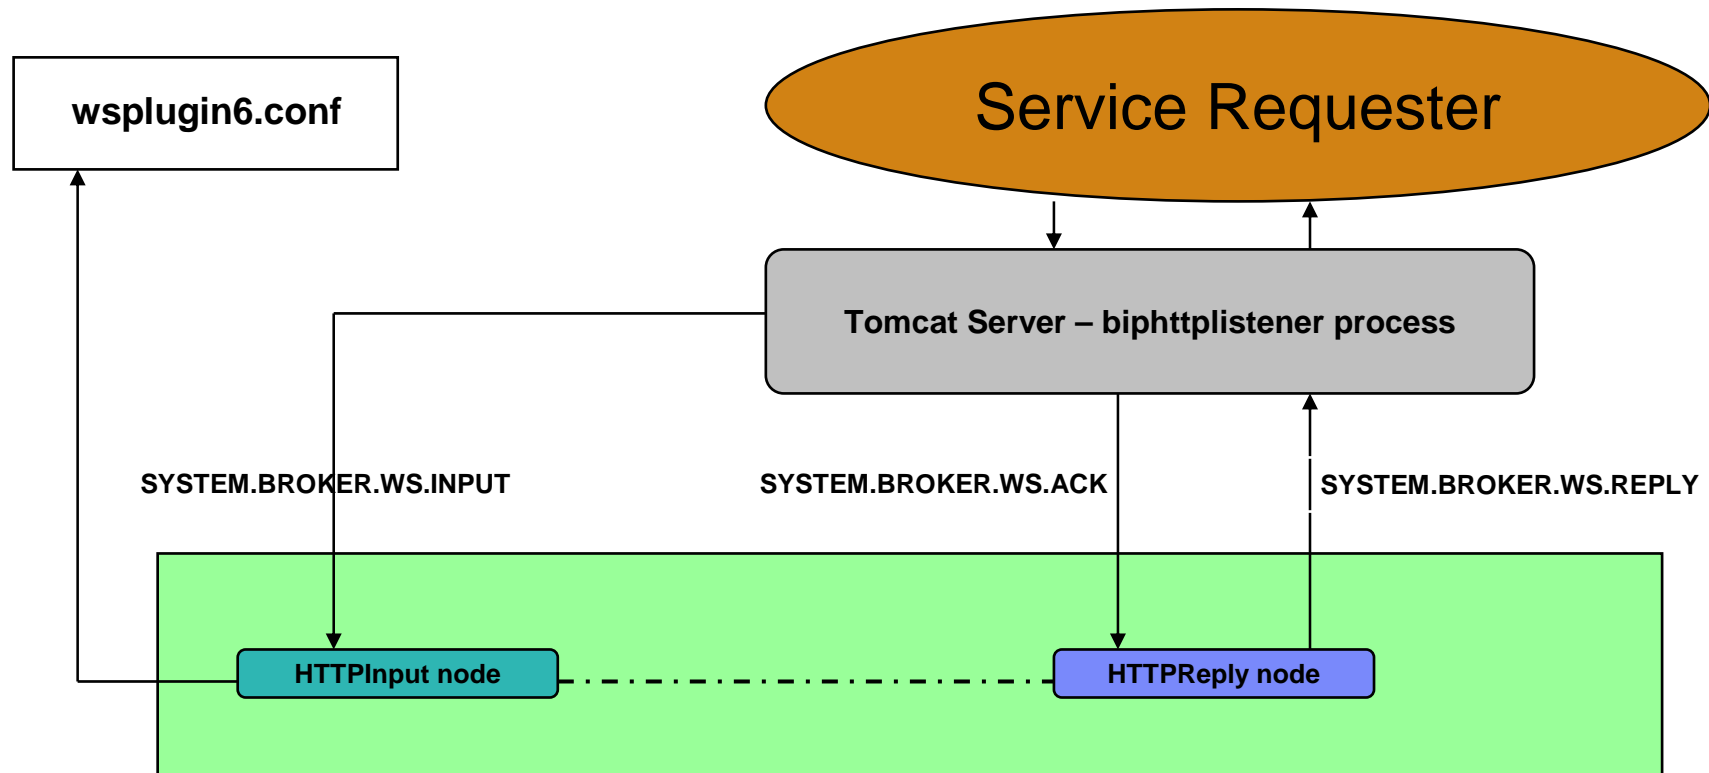 wsplugin6.conf
Service Requester
Tomcat Server – biphttplistener process
SYSTEM.BROKER.WS.INPUT
SYSTEM.BROKER.WS.ACK
SYSTEM.BROKER.WS.REPLY
HTTPInput node
HTTPReply node